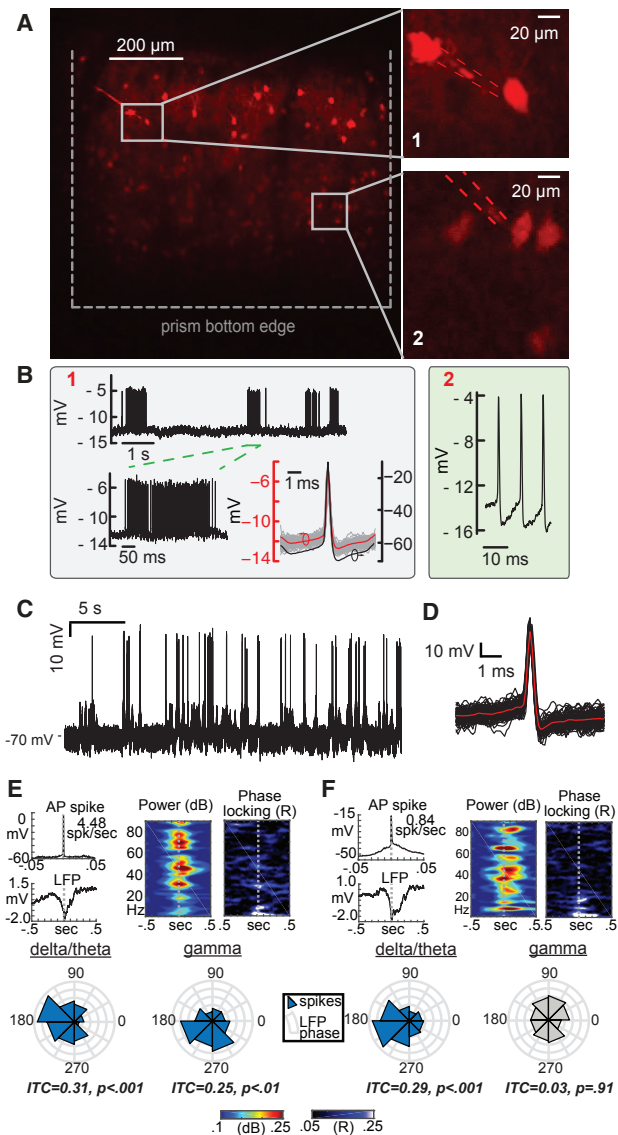 A
200 µm
20 µm
1
20 µm
2
prism bottom edge
B
1
- 5
- 10
- 15
mV
1 s
- 6
- 10
- 14
mV
50 ms
1 ms
mV
−6
−8
−10
−12
−14
−20
−40
−60
2
- 4
- 8
- 12
- 16
mV
10 ms
C
5 s
10 mV
-70 mV -
D
10 mV
1 ms
E
AP spike
0
mV
-60
4.48
spk/sec
-.05
.05
LFP
1.5
mV
-2.0
-.5
sec
.5
Power (dB)
80
60
40
20
Hz
-.5
sec
.5
Phase
locking (R)
-.5
sec
.5
F
AP spike
-15
mV
-50
0.84
spk/sec
-.05
.05
LFP
1.0
mV
-2.0
-.5
sec
.5
Power (dB)
80
60
40
20
Hz
-.5
sec
.5
Phase
locking (R)
-.5
sec
.5
delta/theta
90
180
0
270
ITC=0.31, p<.001
gamma
90
180
0
270
ITC=0.25, p<.01
spikes
LFP
phase
delta/theta
90
180
0
270
ITC=0.29, p<.001
gamma
90
180
0
270
ITC=0.03, p=.91
.1 (dB) .25
.05 (R) .25